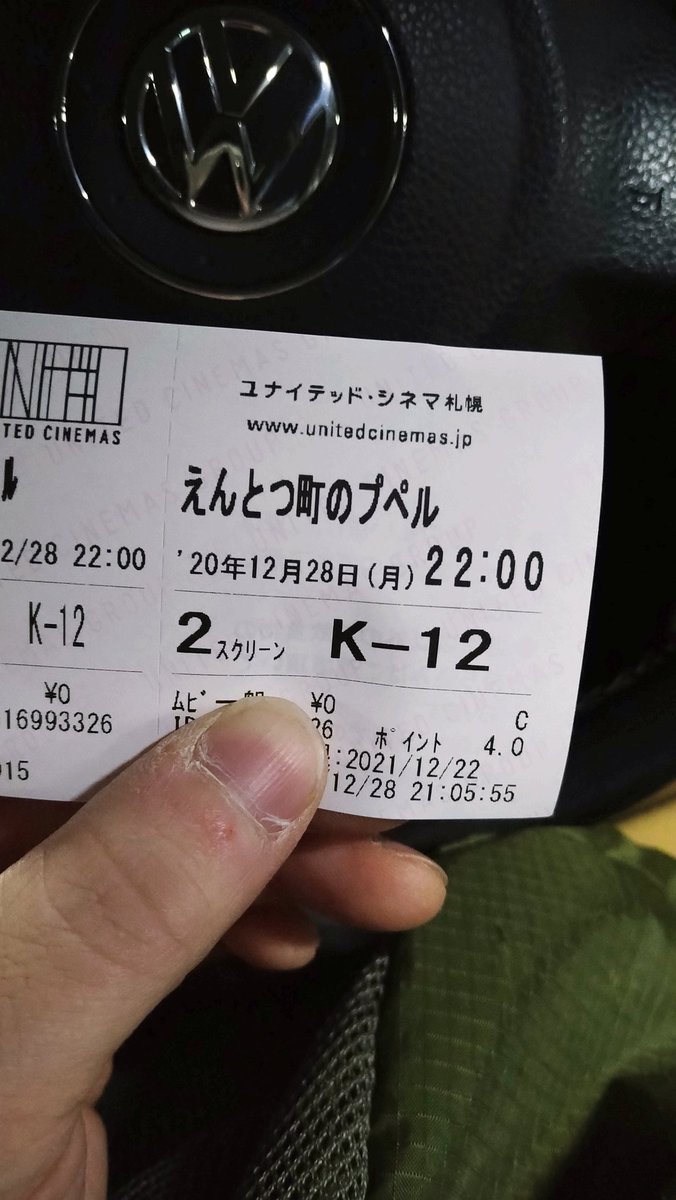 TED CINEMAS
ル
2/28 22:00
K-12
¥0
16993326
015
ユナイテッド・シネマ札幌
www.unitedcinemas.jp
えんとつ町のプペル
'20年12月28日(月) 22:00
2スクリーン K-12
¥0 C
26 ポイント 4.0
:2021/12/22
12/28 21:05:55